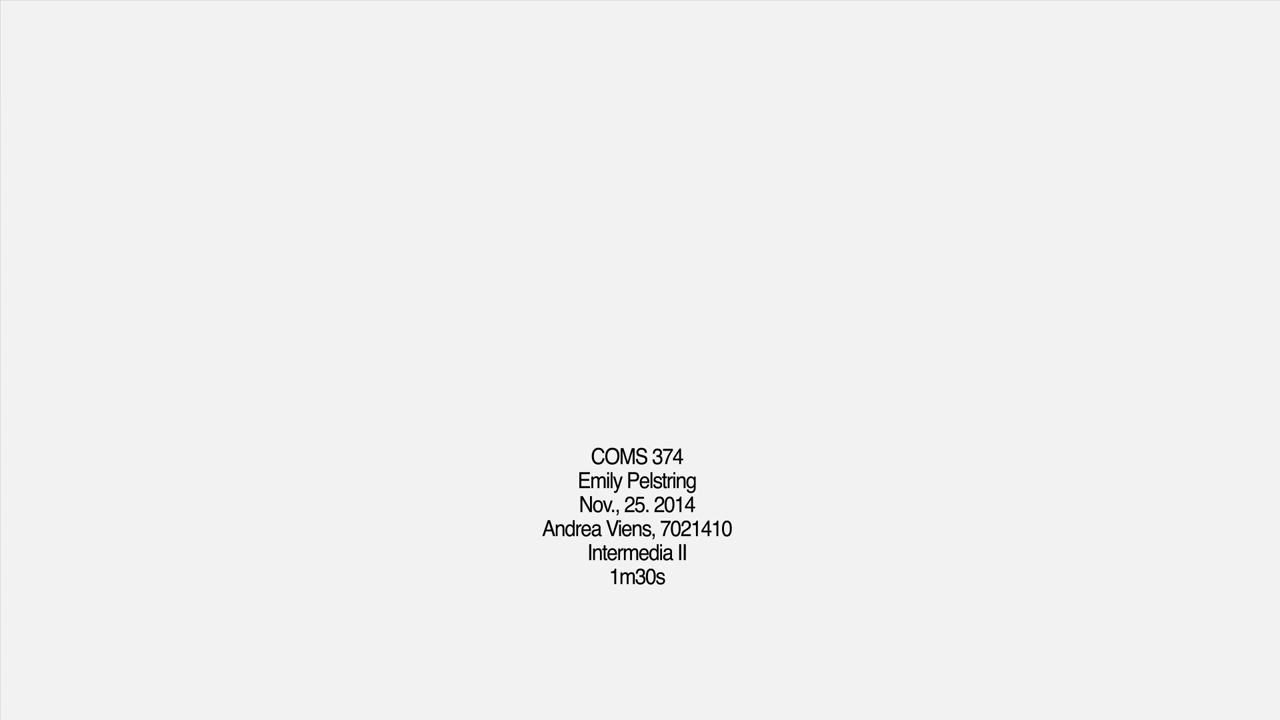 COMS 374
Emily Pelstring
Nov., 25. 2014
Andrea Viens, 7021410
Intermedia II
1m30s